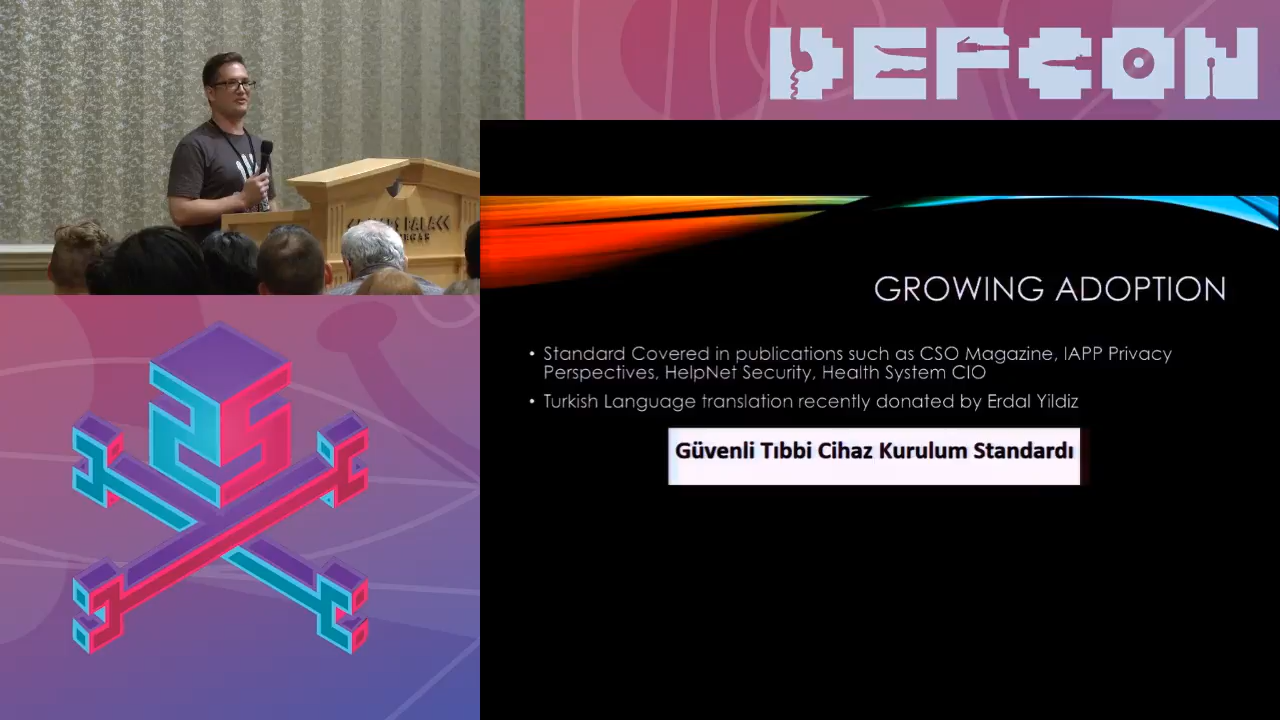 DEFCON
GROWING ADOPTION
• Standard Covered in publications such as CSO Magazine, IAPP Privacy
Perspectives, HelpNet Security, Health System CIO
• Turkish Language translation recently donated by Erdal Yildiz
Güvenli Tıbbi Cihaz Kurulum Standardı